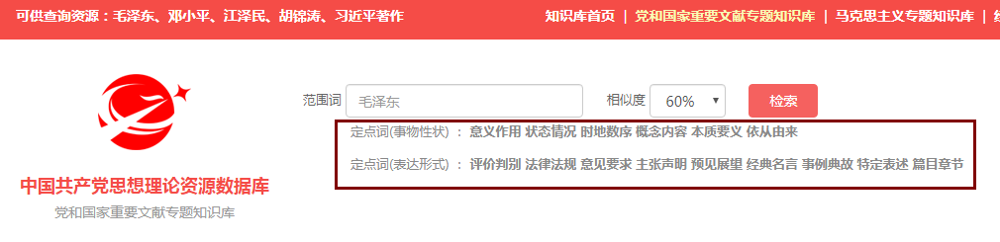 可供查询资源：毛泽东、邓小平、江泽民、胡锦涛、习近平著作
知识库首页 | 党和国家重要文献专题知识库 | 马克思主义专题知识库 |
范围词 毛泽东 相似度 60% 检索
定点词(事物性状) ： 意义作用 状态情况 时地数序 概念内容 本质要义 依从由来
定点词(表达形式) ： 评价判别 法律法规 意见要求 主张声明 预见展望 经典名言 事例典故 特定表述 篇目章节
中国共产党思想理论资源数据库
党和国家重要文献专题知识库